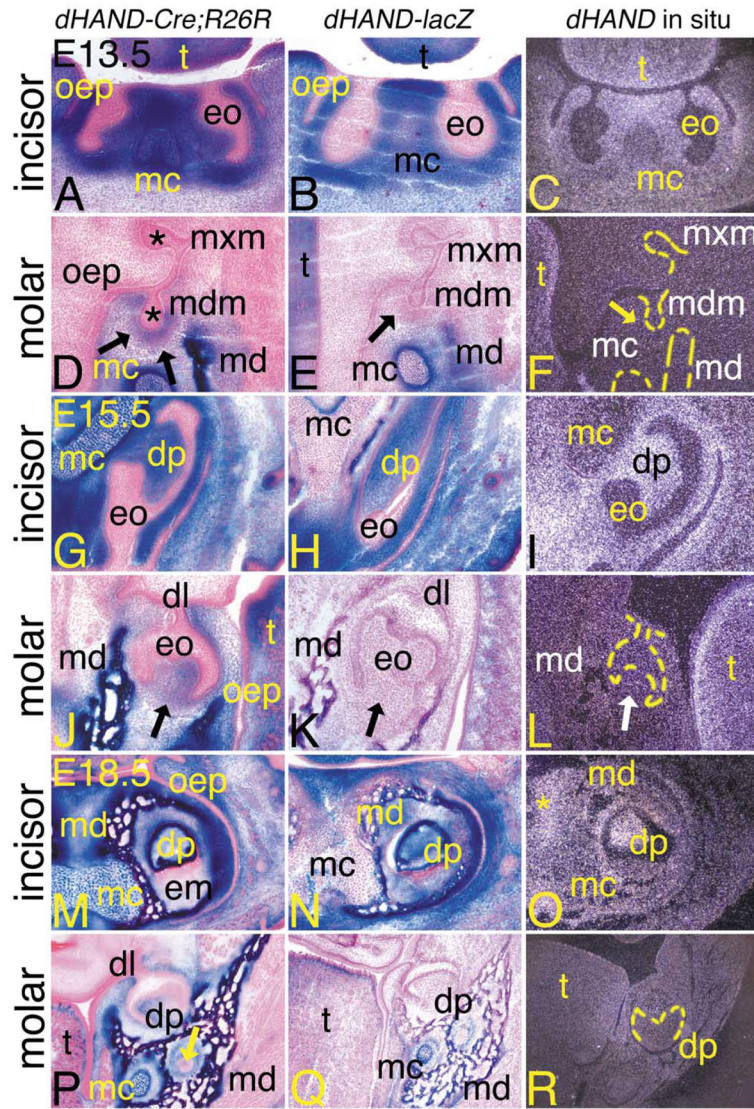 dHAND-Cre;R26R dHAND-lacZ dHAND in situ
incisor
E13.5
t
oep
eo
mc
A
t
oep
eo
mc
B
t
eo
mc
C
molar
*
mxm
oep
*
mdm
mc
md
D
t
mxm
mdm
mc
md
E
mxm
t
mdm
mc
md
F
incisor
E15.5
mc
dp
eo
G
mc
dp
eo
H
mc
dp
eo
I
molar
dl
eo
t
md
oep
J
dl
md
eo
K
md
t
L
incisor
E18.5
oep
md
dp
mc
em
M
md
mc
dp
N
md
*
dp
mc
O
molar
dl
dp
t
mc
md
P
t
dp
mc
md
Q
t
dp
R